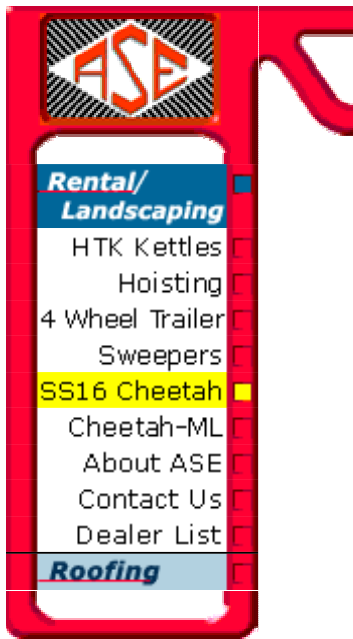 ASE
Rental/
Landscaping
HTK Kettles
Hoisting
4 Wheel Trailer
Sweepers
SS16 Cheetah
Cheetah-ML
About ASE
Contact Us
Dealer List
Roofing